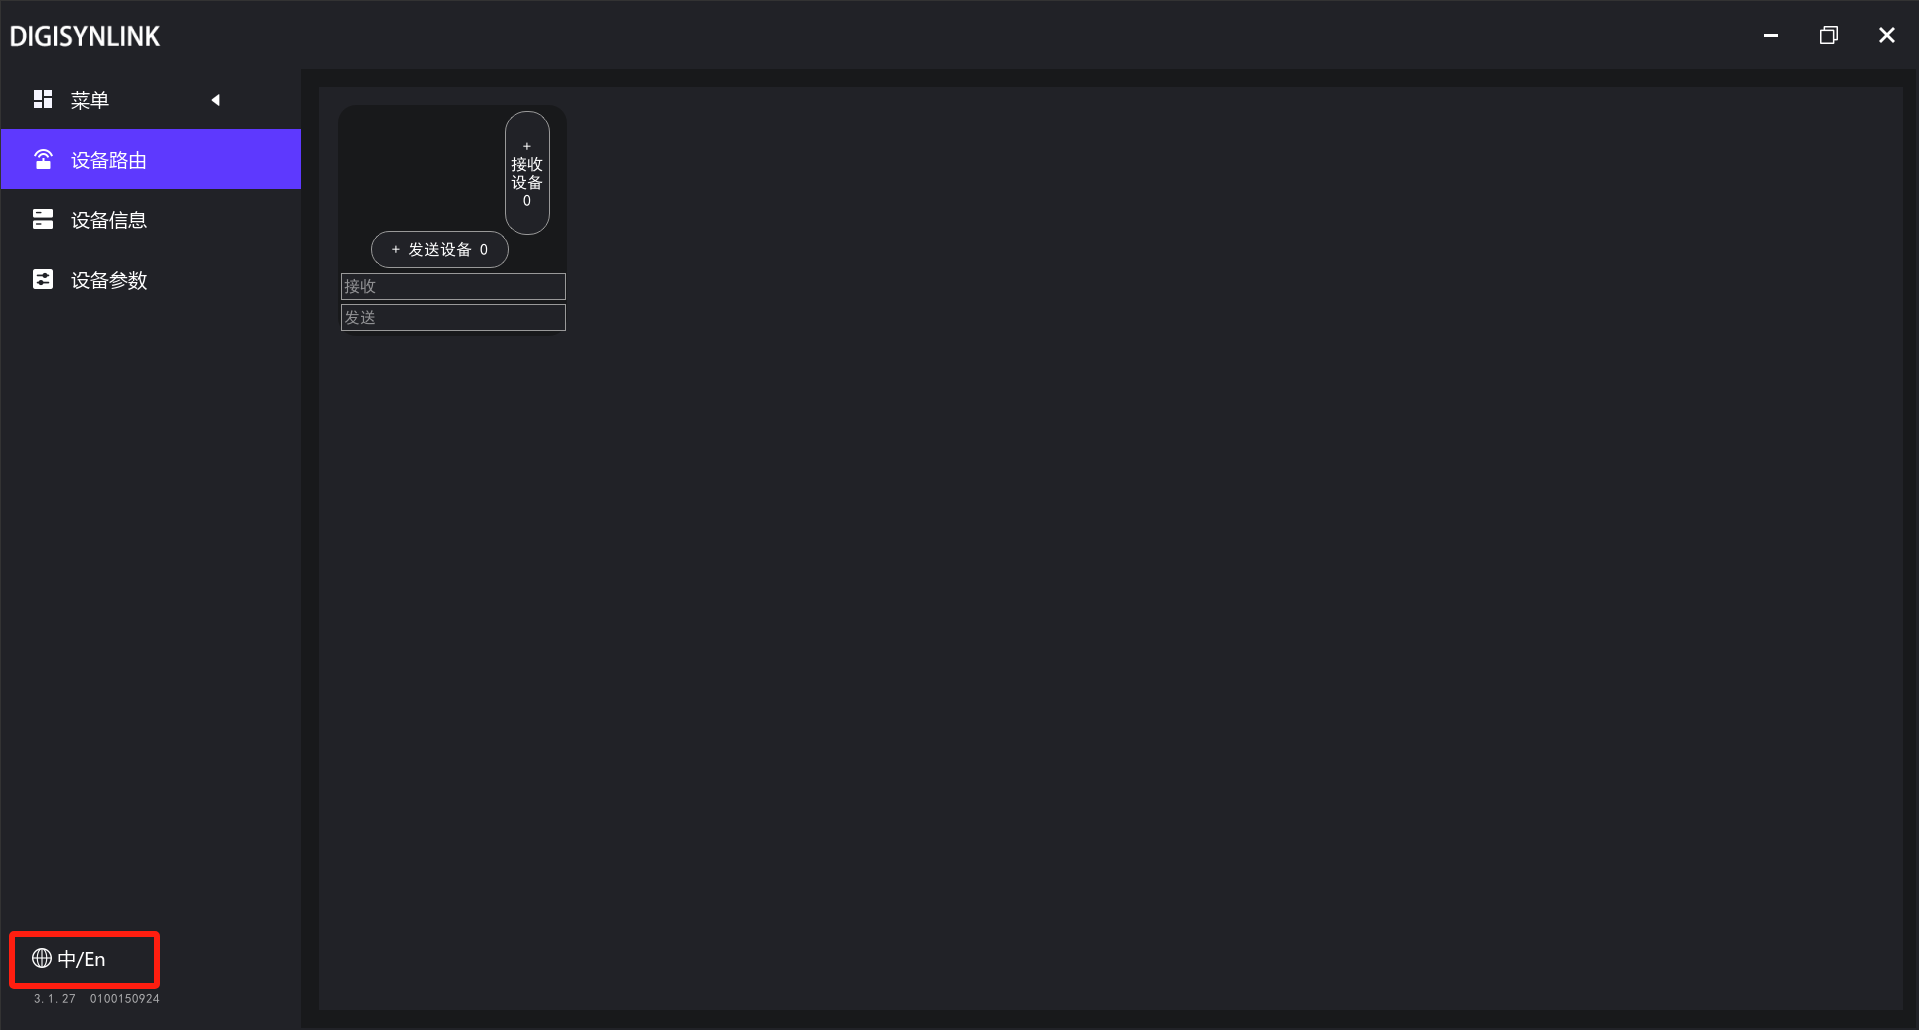 DIGISYNLINK
菜单
设备路由
设备信息
设备参数
+
接收
设备
0
+ 发送设备 0
接收
发送
中/En
3.1.27 0100150924